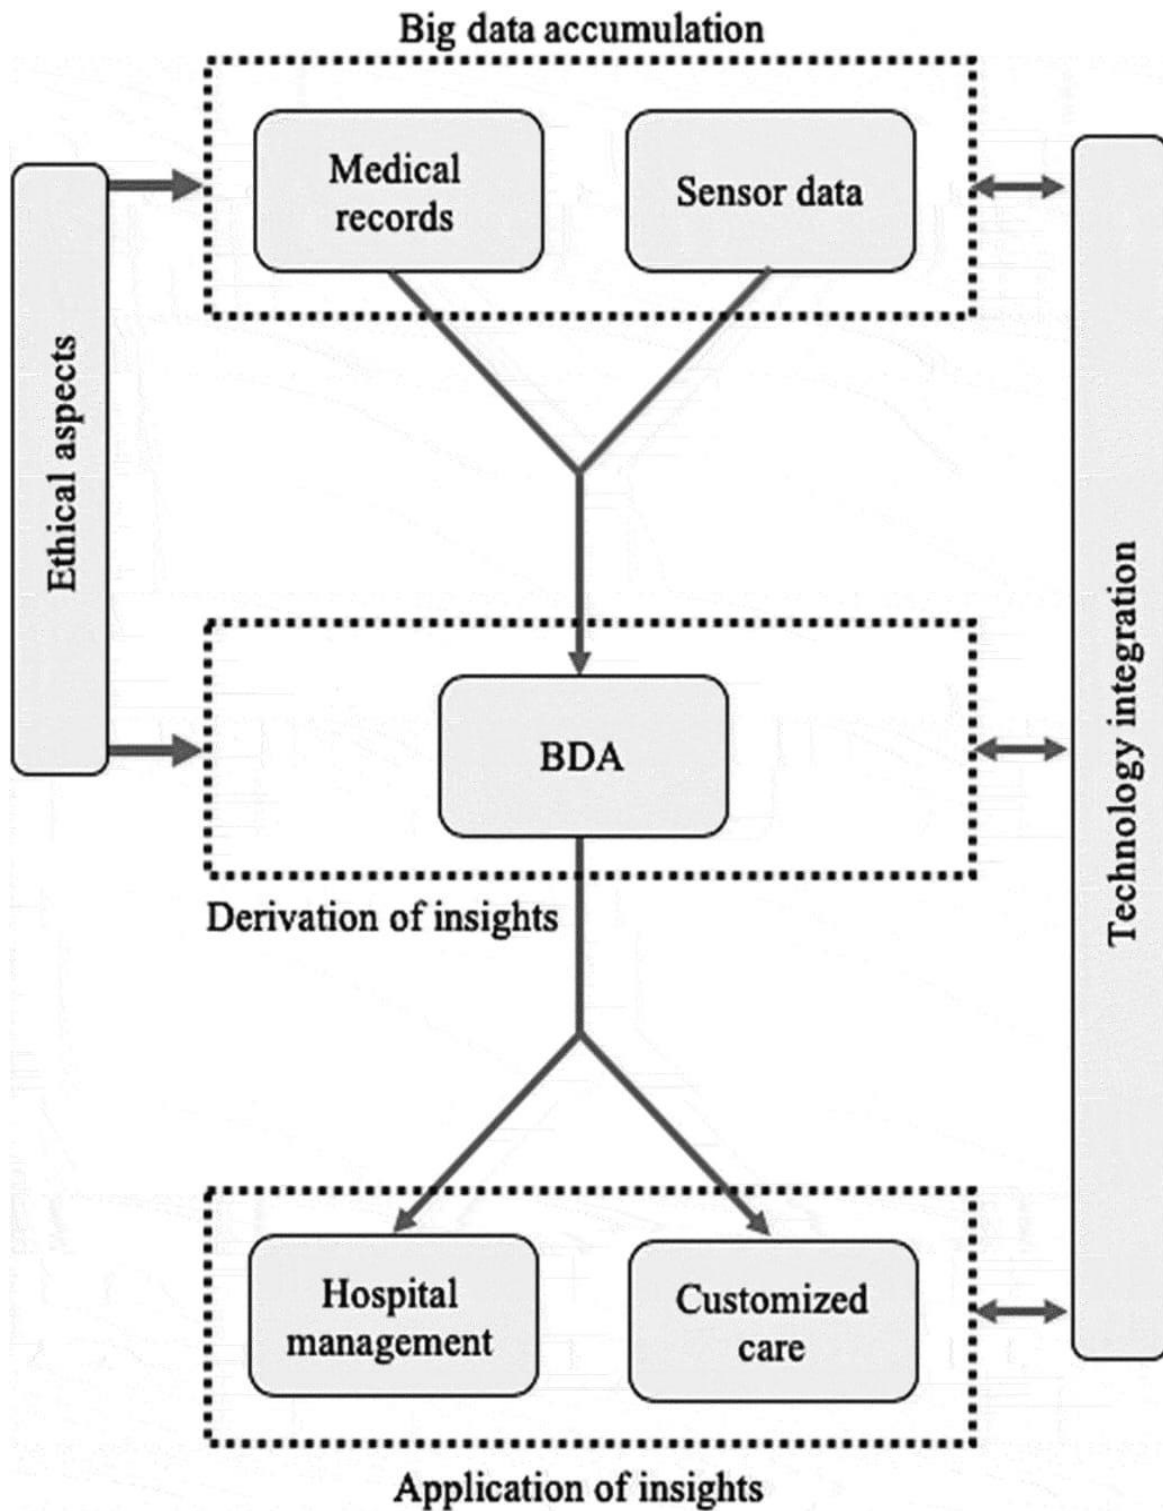 Big data accumulation
Medical
records
Sensor data
Ethical aspects
BDA
Derivation of insights
Technology integration
Hospital
management
Customized
care
Application of insights